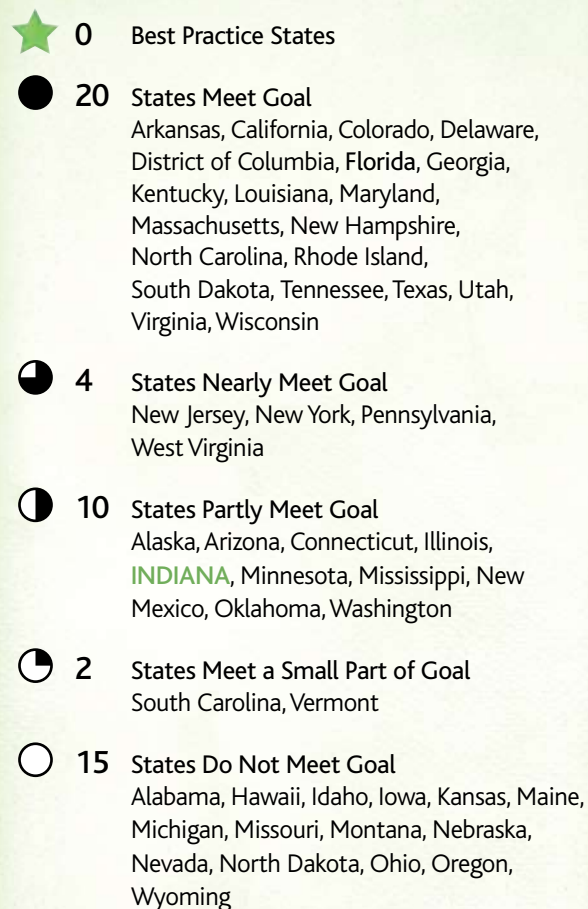 0 Best Practice States
20 States Meet Goal
Arkansas, California, Colorado, Delaware,
District of Columbia, Florida, Georgia,
Kentucky, Louisiana, Maryland,
Massachusetts, New Hampshire,
North Carolina, Rhode Island,
South Dakota, Tennessee, Texas, Utah,
Virginia, Wisconsin
4 States Nearly Meet Goal
New Jersey, New York, Pennsylvania,
West Virginia
10 States Partly Meet Goal
Alaska, Arizona, Connecticut, Illinois,
INDIANA, Minnesota, Mississippi, New
Mexico, Oklahoma, Washington
2 States Meet a Small Part of Goal
South Carolina, Vermont
15 States Do Not Meet Goal
Alabama, Hawaii, Idaho, Iowa, Kansas, Maine,
Michigan, Missouri, Montana, Nebraska,
Nevada, North Dakota, Ohio, Oregon,
Wyoming